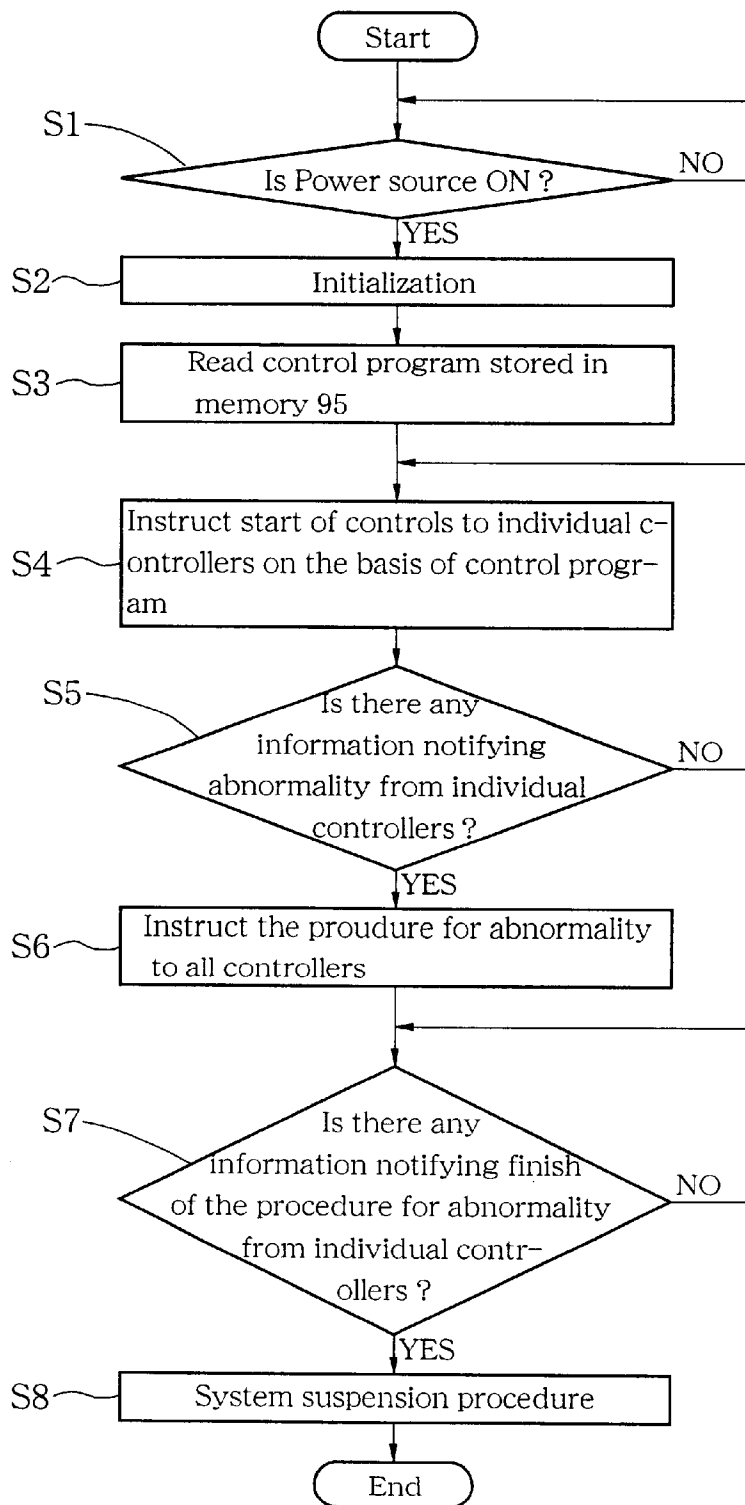 Start
S1
Is Power source ON ?
NO
YES
S2
Initialization
S3
Read control program stored in
memory 95
S4
Instruct start of controls to individual c-
ontrollers on the basis of control progr-
am
S5
Is there any
information notifying
abnormality from individual
controllers ?
NO
YES
S6
Instruct the proudure for abnormality
to all controllers
S7
Is there any
information notifying finish
of the procedure for abnormality
from individual contr-
ollers ?
NO
YES
S8
System suspension procedure
End